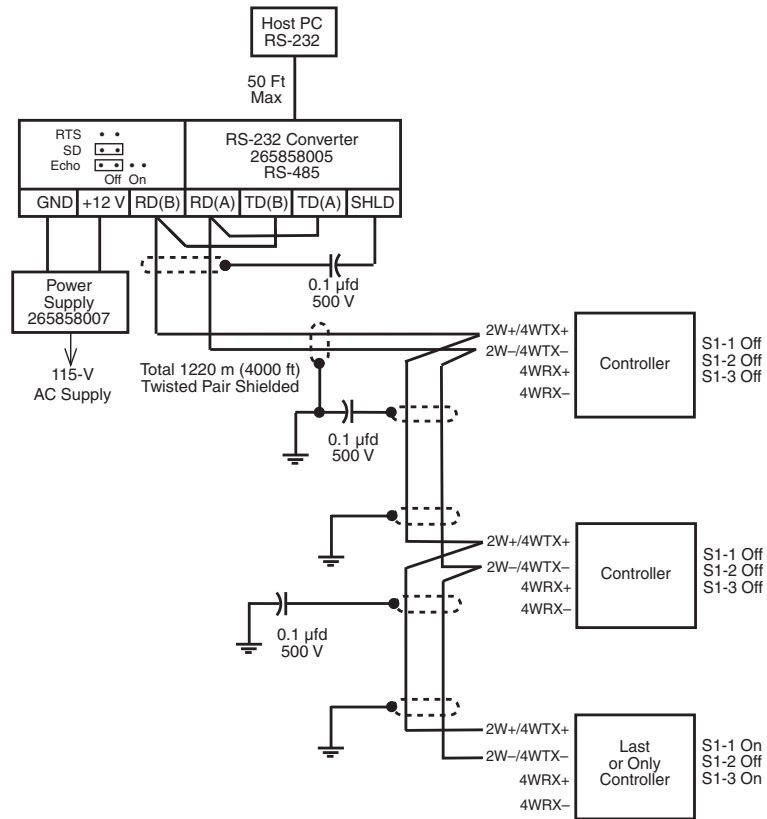 Host PC
RS-232
50 Ft
Max
RTS
SD
Echo
Off On
RS-232 Converter
265858005
RS-485
GND
+12 V
RD(B)
RD(A)
TD(B)
TD(A)
SHLD
Power
Supply
265858007
115-V
AC Supply
0.1 µfd
500 V
Total 1220 m (4000 ft)
Twisted Pair Shielded
2W+/4WTX+
2W–/4WTX–
4WRX+
4WRX–
Controller
S1-1 Off
S1-2 Off
S1-3 Off
0.1 µfd
500 V
2W+/4WTX+
2W–/4WTX–
4WRX+
4WRX–
Controller
S1-1 Off
S1-2 Off
S1-3 Off
0.1 µfd
500 V
2W+/4WTX+
2W–/4WTX–
4WRX+
4WRX–
Last
or Only
Controller
S1-1 On
S1-2 Off
S1-3 On